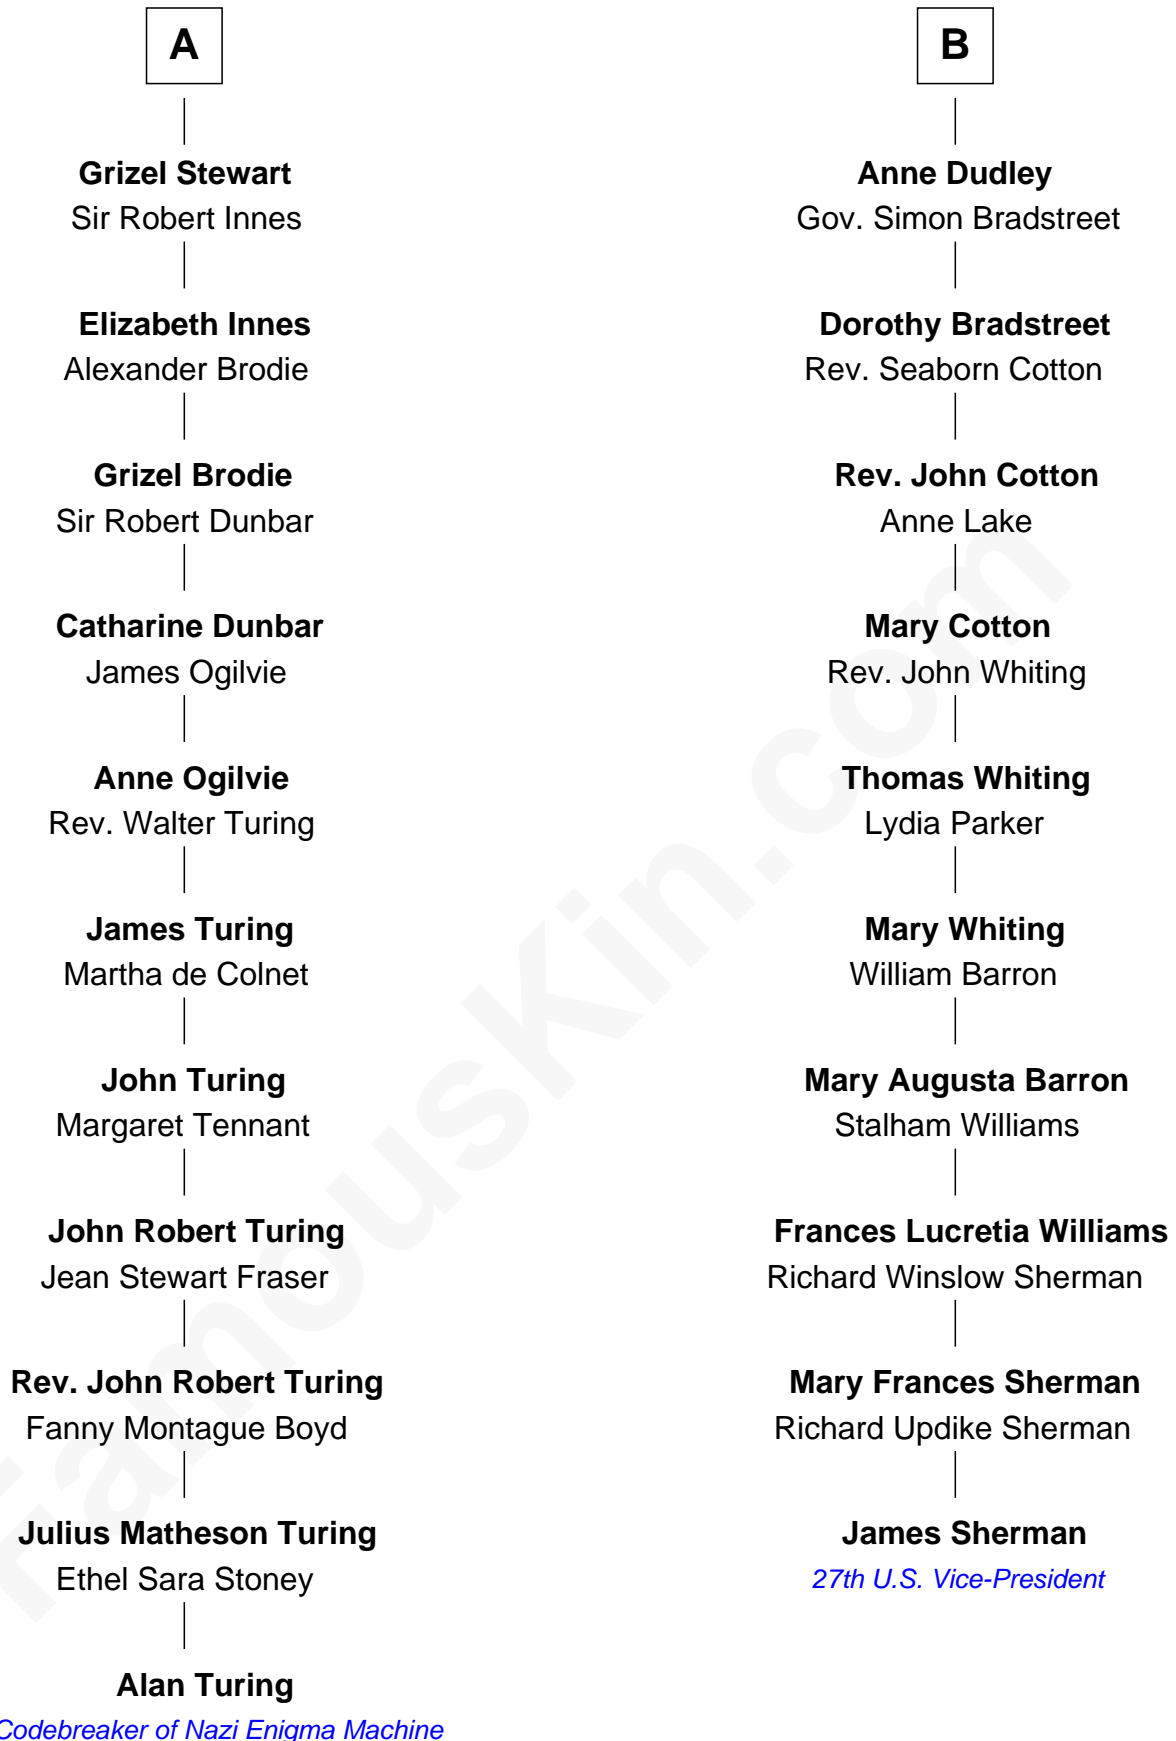 A
Grizel Stewart
Sir Robert Innes
Elizabeth Innes
Alexander Brodie
Grizel Brodie
Sir Robert Dunbar
Catharine Dunbar
James Ogilvie
Anne Ogilvie
Rev. Walter Turing
James Turing
Martha de Colnet
John Turing
Margaret Tennant
John Robert Turing
Jean Stewart Fraser
Rev. John Robert Turing
Fanny Montague Boyd
Julius Matheson Turing
Ethel Sara Stoney
Alan Turing
Codebreaker of Nazi Enigma Machine
B
Anne Dudley
Gov. Simon Bradstreet
Dorothy Bradstreet
Rev. Seaborn Cotton
Rev. John Cotton
Anne Lake
Mary Cotton
Rev. John Whiting
Thomas Whiting
Lydia Parker
Mary Whiting
William Barron
Mary Augusta Barron
Stalham Williams
Frances Lucretia Williams
Richard Winslow Sherman
Mary Frances Sherman
Richard Updike Sherman
James Sherman
27th U.S. Vice-President
FamousKin.com